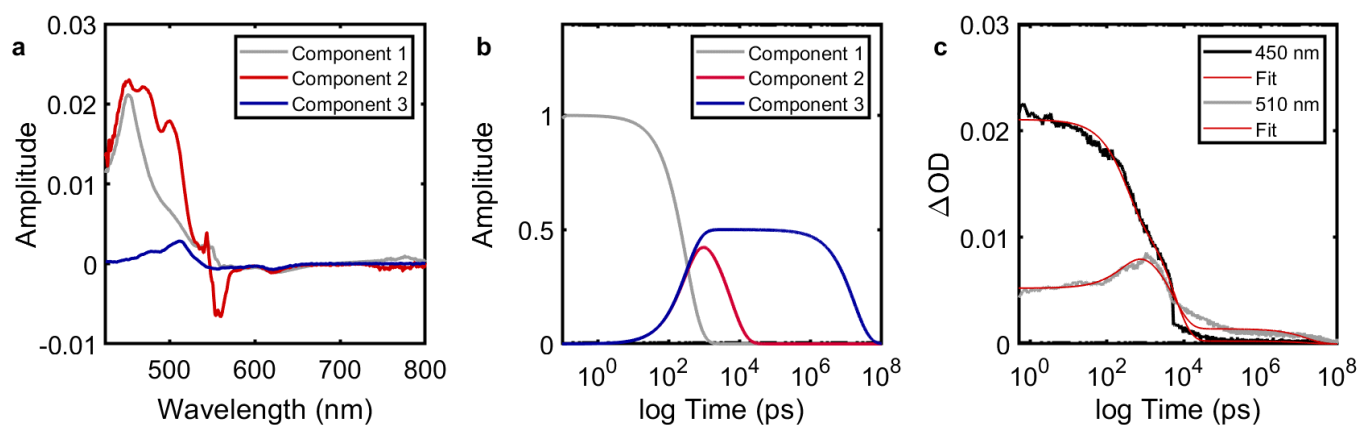 a
Component 1
Component 2
Component 3
0.03
0.02
0.01
0
-0.01
Amplitude
500
600
700
800
Wavelength (nm)
b
Component 1
Component 2
Component 3
1
0.5
0
Amplitude
10^0
10^2
10^4
10^6
10^8
log Time (ps)
c
450 nm
Fit
510 nm
Fit
0.03
0.02
0.01
0
ΔOD
10^0
10^2
10^4
10^6
10^8
log Time (ps)